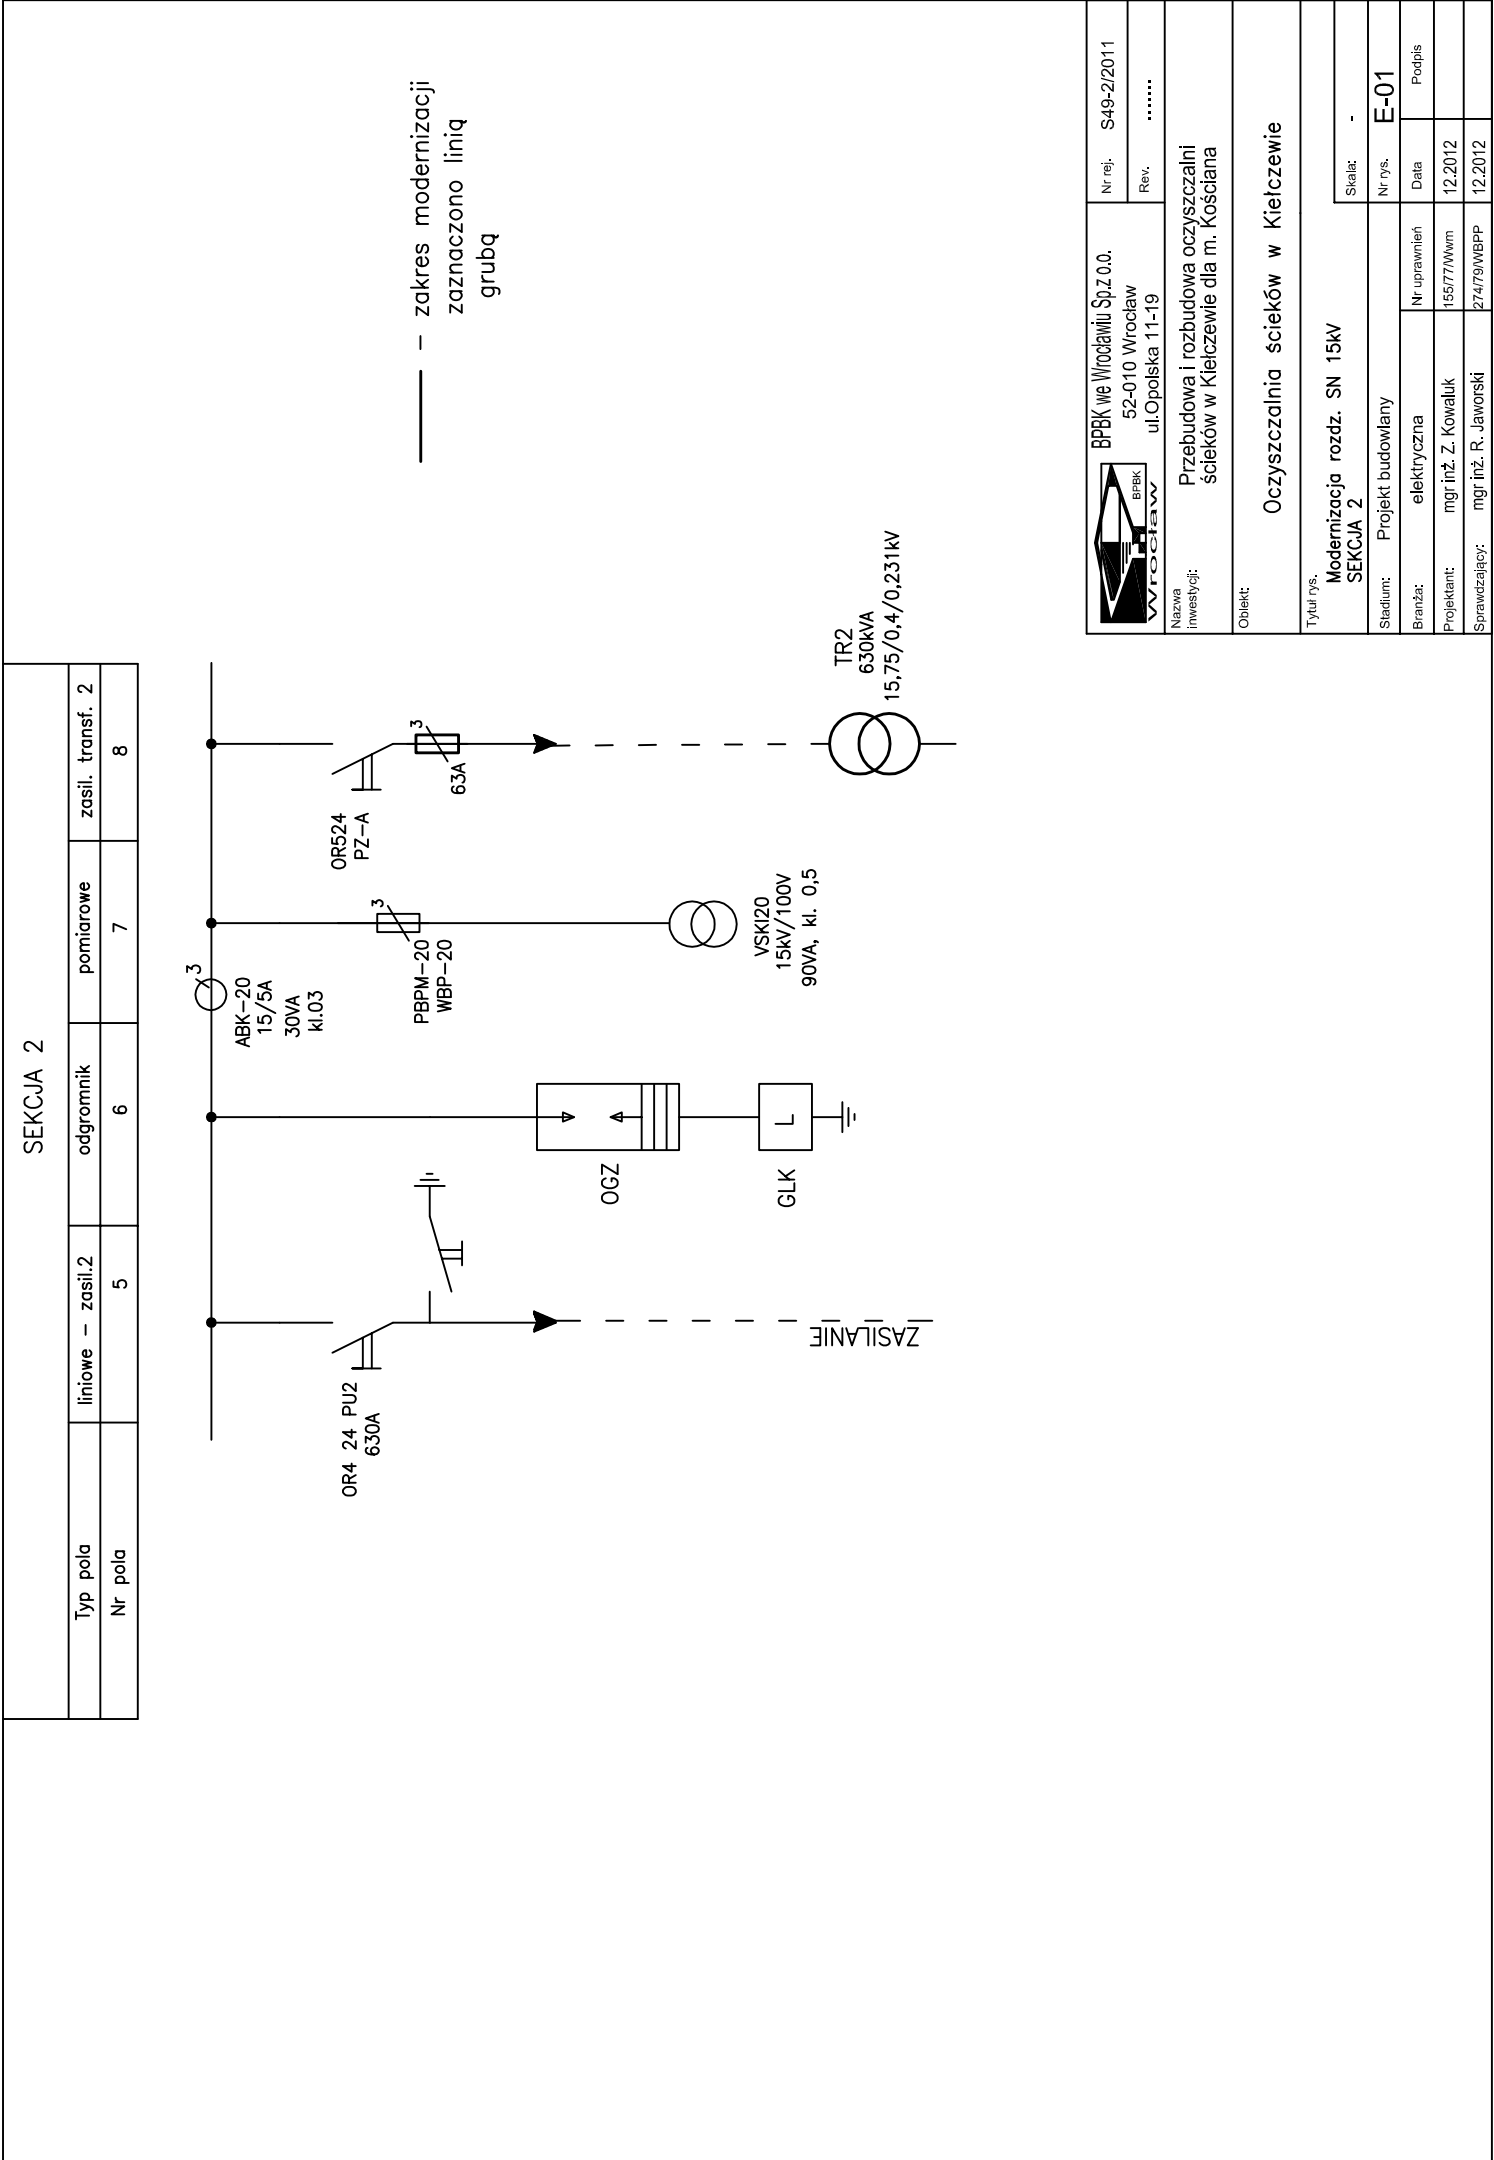 SEKCJA 2
Typ pola
liniowe – zasil.2
odgromnik
pomiarowe
zasil. transf. 2
Nr pola
5
6
7
8
3
ABK–20
15/5A
30VA
kl.03
OR4 24 PU2
630A
ZASILANIE
OGZ
L
GLK
3
PBPM–20
WBP–20
VSKI20
15kV/100V
90VA, kl. 0,5
OR524
PZ–A
3
63A
TR2
630kVA
15,75/0,4/0,231kV
– zakres modernizacji
zaznaczono linią
grubą
BPBK
Wrocław
BPBK we Wrocławiu Sp.z o.o.
52-010 Wrocław
ul.Opolska 11-19
Nr rej. S49-2/2011
Rev. .......
Nazwa
inwestycji:
Przebudowa i rozbudowa oczyszczalni
ścieków w Kiełczewie dla m. Kościana
Obiekt:
Oczyszczalnia ścieków w Kiełczewie
Tytuł rys.
Modernizacja rozdz. SN 15kV
SEKCJA 2
Skala: -
Stadium: Projekt budowlany
Nr rys. E-01
Branża: elektryczna
Nr uprawnień
Data
Podpis
Projektant: mgr inż. Z. Kowaluk
155/77/Wwm
12.2012
Sprawdzający: mgr inż. R. Jaworski
274/79/WBPP
12.2012